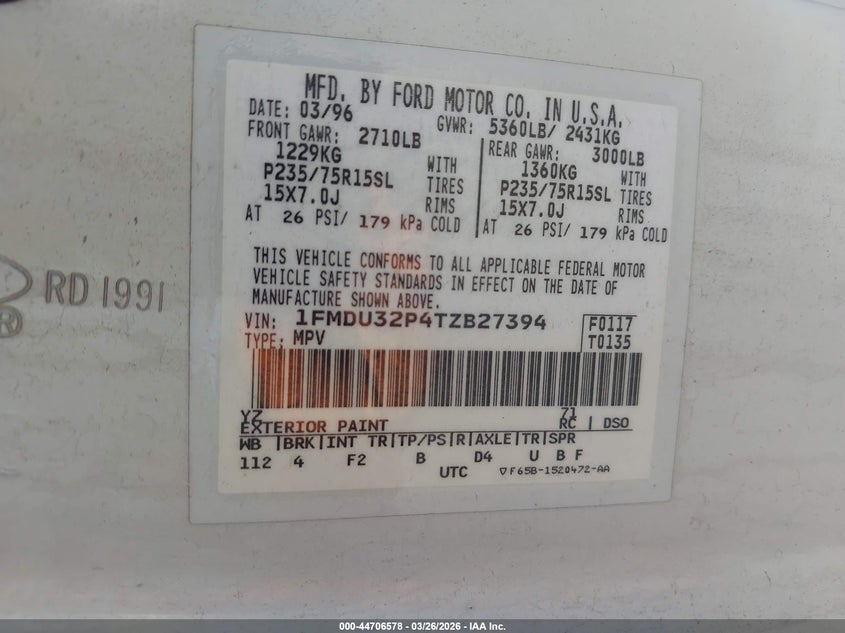 MFD. BY FORD MOTOR CO. IN U.S.A.
DATE: 03/96 GVWR: 5360LB/ 2431KG
FRONT GAWR: 2710LB
1229KG WITH
P235/75R15SL TIRES
15X7.0J RIMS
AT 26 PSI/ 179 kPa COLD
REAR GAWR: 3000LB
1360KG WITH
P235/75R15SL TIRES
15X7.0J RIMS
AT 26 PSI/ 179 kPa COLD
THIS VEHICLE CONFORMS TO ALL APPLICABLE FEDERAL MOTOR
VEHICLE SAFETY STANDARDS IN EFFECT ON THE DATE OF
MANUFACTURE SHOWN ABOVE.
RD 1991
®
VIN: 1FMDU32P4TZB27394 F0117
TYPE: MPV T0135
YZ 71
EXTERIOR PAINT RC | DSO
WB |BRK|INT TR|TP/PS|R|AXLE|TR|SPR
112 4 F2 B D4 U B F
UTC ▽F65B-1520472-AA
000-44706578 — 03/26/2026 — IAA Inc.